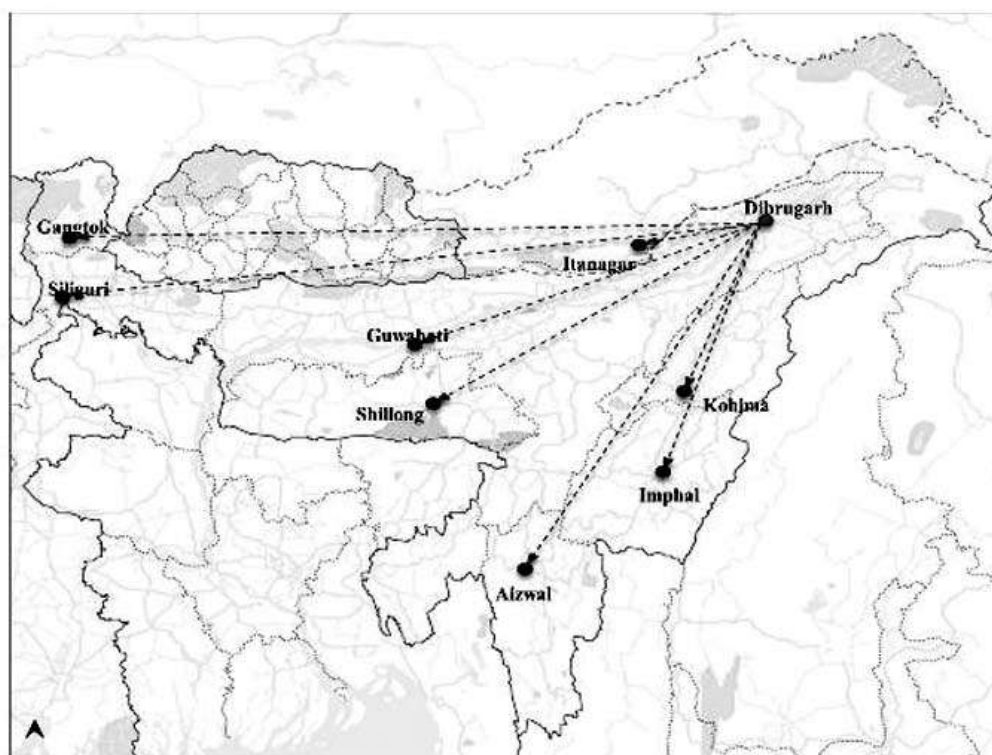 Dibrugarh
Gangtok
Itanagar
Siliguri
Guwahati
Shillong
Kohima
Imphal
Aizwal